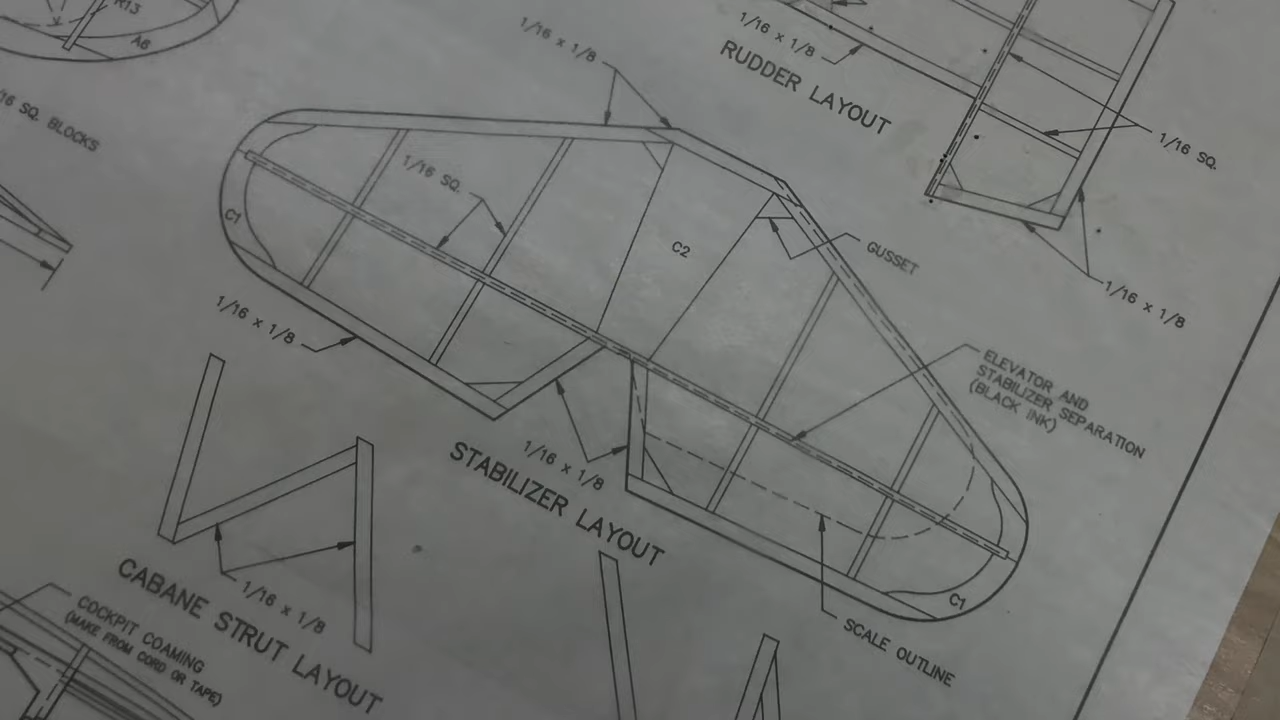 R13
A6
1/16 x 1/8
1/16 x 1/8
RUDDER LAYOUT
1/16 SQ.
1/16 SQ. BLOCKS
1/16 SQ.
C1
C2
GUSSET
1/16 x 1/8
1/16 x 1/8
ELEVATOR AND
STABILIZER SEPARATION
(BLACK INK)
1/16 x 1/8
STABILIZER LAYOUT
C1
SCALE OUTLINE
1/16 x 1/8
CABANE STRUT LAYOUT
COCKPIT COAMING
(MAKE FROM CORD OR TAPE)